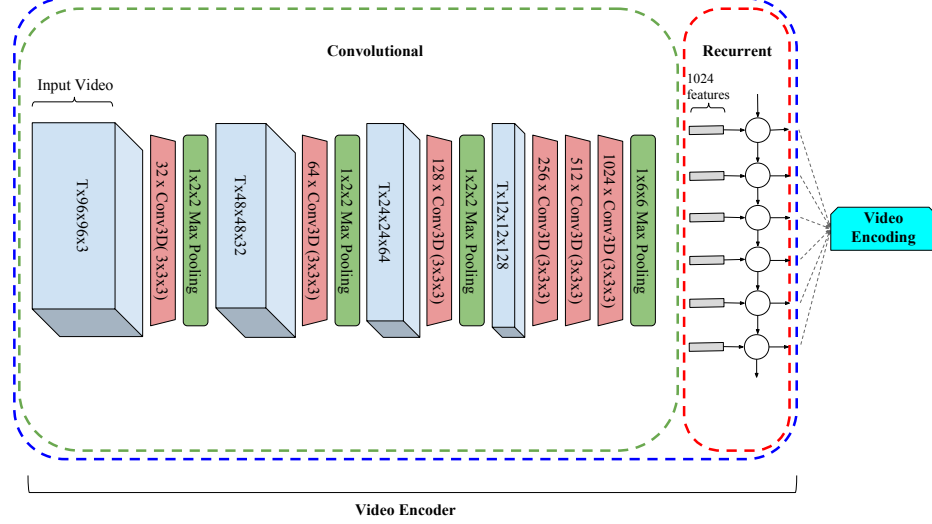 Convolutional
Recurrent
Input Video
1024
features
Tx96x96x3
32 x Conv3D( 3x3x3)
1x2x2 Max Pooling
Tx48x48x32
64 x Conv3D (3x3x3)
1x2x2 Max Pooling
Tx24x24x64
128 x Conv3D (3x3x3)
1x2x2 Max Pooling
Tx12x12x128
256 x Conv3D (3x3x3)
512 x Conv3D (3x3x3)
1024 x Conv3D (3x3x3)
1x6x6 Max Pooling
Video
Encoding
Video Encoder